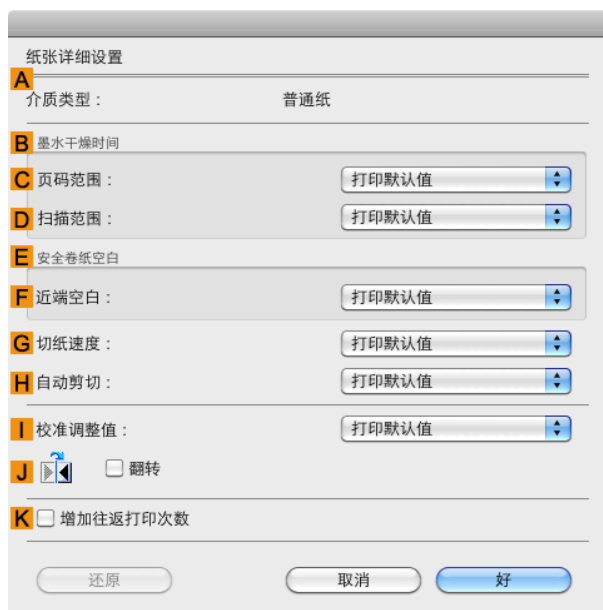 纸张详细设置
A
介质类型： 普通纸
B 墨水干燥时间
C 页码范围： 打印默认值
D 扫描范围： 打印默认值
E 安全卷纸空白
F 近端空白： 打印默认值
G 切纸速度： 打印默认值
H 自动剪切： 打印默认值
I 校准调整值： 打印默认值
J 翻转
K 增加往返打印次数
还原 取消 好